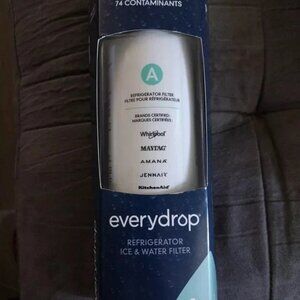 74 CONTAMINANTS
A
REFRIGERATOR FILTER
FILTRE POUR RÉFRIGÉRATEUR
BRANDS CERTIFIED:
MARQUES CERTIFIÉES:
Whirlpool
MAYTAG
AMANA
JENNAIR
KitchenAid
everydrop
REFRIGERATOR
ICE & WATER FILTER